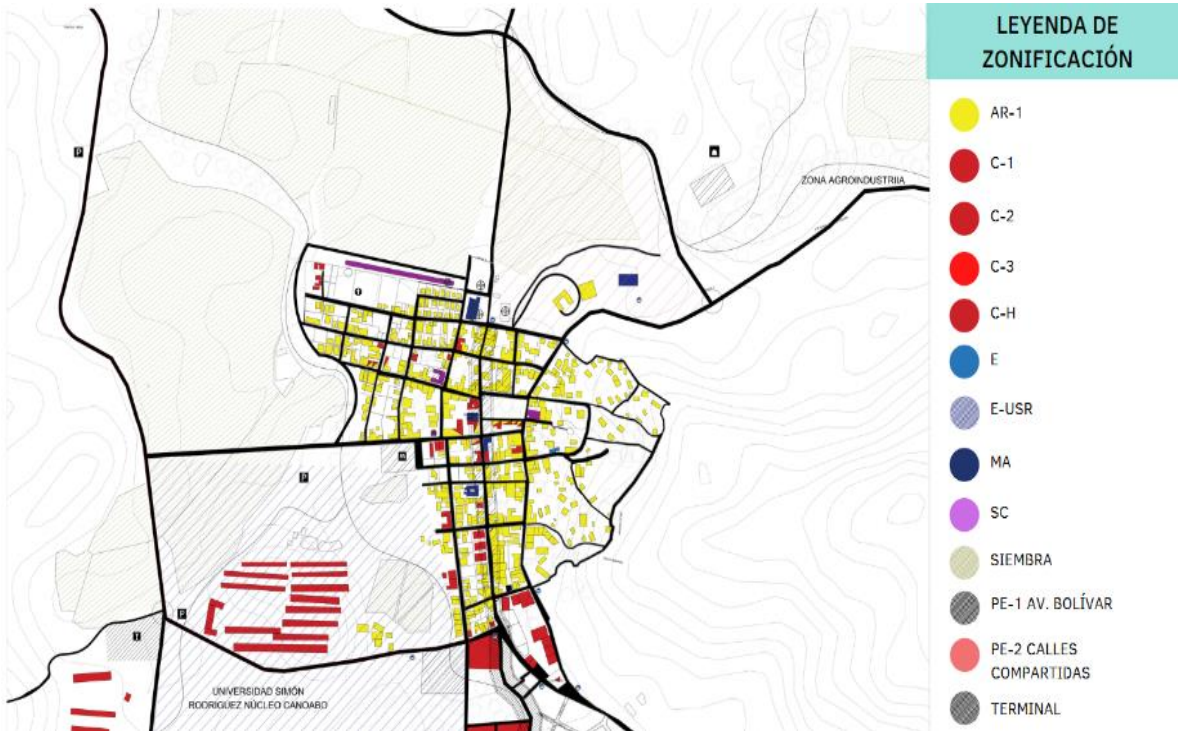 LEYENDA DE
ZONIFICACIÓN
AR-1
C-1
C-2
C-3
C-H
E
E-USR
MA
SC
SIEMBRA
PE-1 AV. BOLÍVAR
PE-2 CALLES
COMPARTIDAS
TERMINAL
P
ZONA AGROINDUSTRIIA
P
P
T
UNIVERSIDAD SIMÓN
RODRIGUEZ NÚCLEO CANOABO